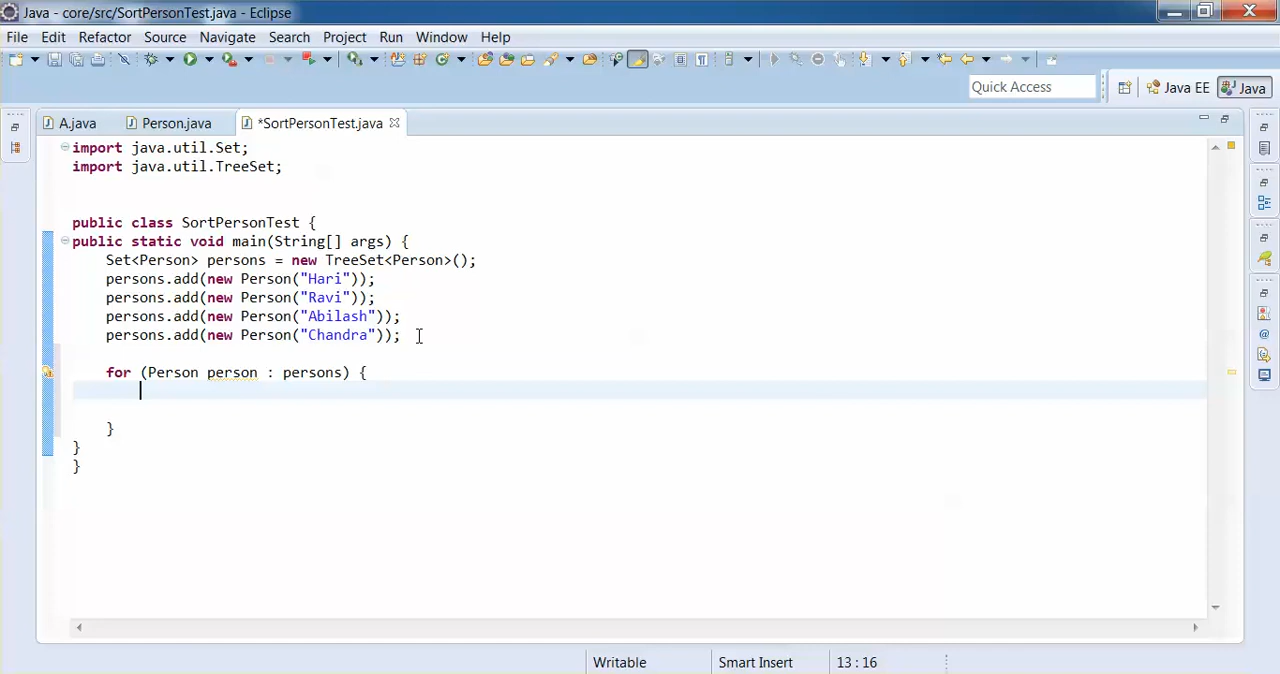 Java - core/src/SortPersonTest.java - Eclipse
File Edit Refactor Source Navigate Search Project Run Window Help
Quick Access Java EE Java
A.java Person.java *SortPersonTest.java
import java.util.Set;
import java.util.TreeSet;
public class SortPersonTest {
public static void main(String[] args) {
Set<Person> persons = new TreeSet<Person>();
persons.add(new Person("Hari"));
persons.add(new Person("Ravi"));
persons.add(new Person("Abilash"));
persons.add(new Person("Chandra"));
for (Person person : persons) {
}
}
}
Writable Smart Insert 13 : 16